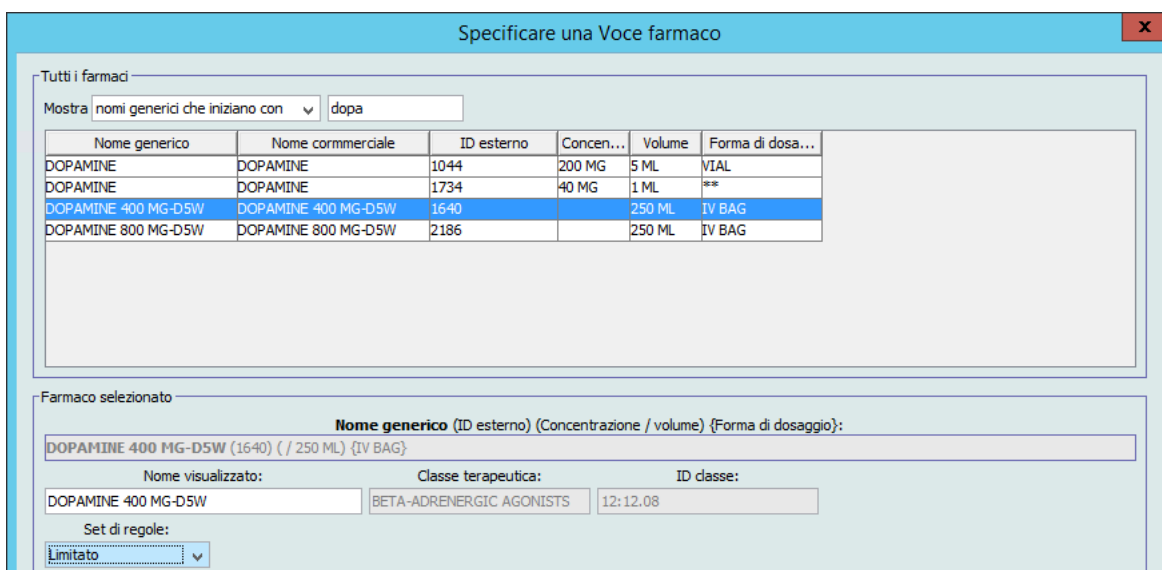 Specificare una Voce farmaco
x
Tutti i farmaci
Mostra nomi generici che iniziano con dopa
Nome generico Nome cormmerciale ID esterno Concen... Volume Forma di dosa...
DOPAMINE DOPAMINE 1044 200 MG 5 ML VIAL
DOPAMINE DOPAMINE 1734 40 MG 1 ML **
DOPAMINE 400 MG-D5W DOPAMINE 400 MG-D5W 1640 250 ML IV BAG
DOPAMINE 800 MG-D5W DOPAMINE 800 MG-D5W 2186 250 ML IV BAG
Farmaco selezionato
Nome generico (ID esterno) (Concentrazione / volume) {Forma di dosaggio}:
DOPAMINE 400 MG-D5W (1640) ( / 250 ML) {IV BAG}
Nome visualizzato: Classe terapeutica: ID classe:
DOPAMINE 400 MG-D5W BETA-ADRENERGIC AGONISTS 12:12.08
Set di regole:
Limitato